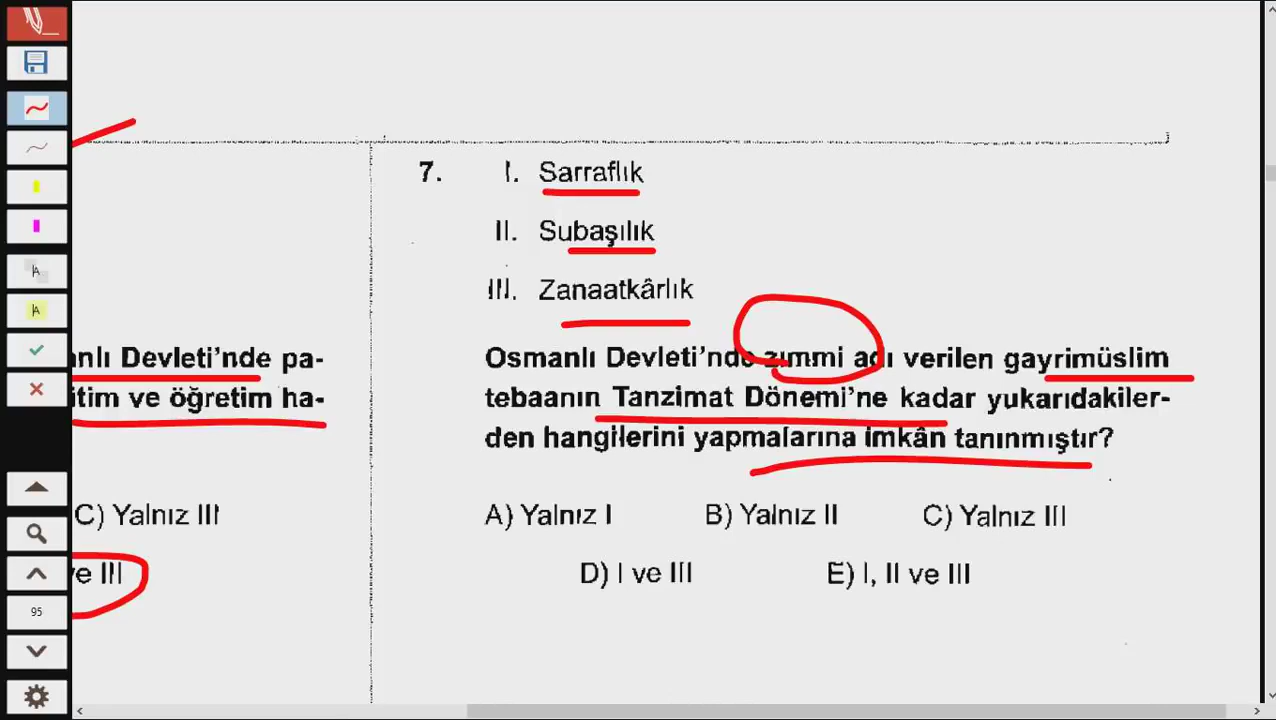 nlı Devleti’nde pa-
itim ve öğretim ha-
C) Yalnız III
ve III
7. I. Sarraflık
II. Subaşılık
III. Zanaatkârlık
Osmanlı Devleti’nde zımmi adı verilen gayrimüslim
tebaanın Tanzimat Dönemi’ne kadar yukarıdakiler-
den hangilerini yapmalarına imkân tanınmıştır?
A) Yalnız I B) Yalnız II C) Yalnız III
D) I ve III E) I, II ve III
95